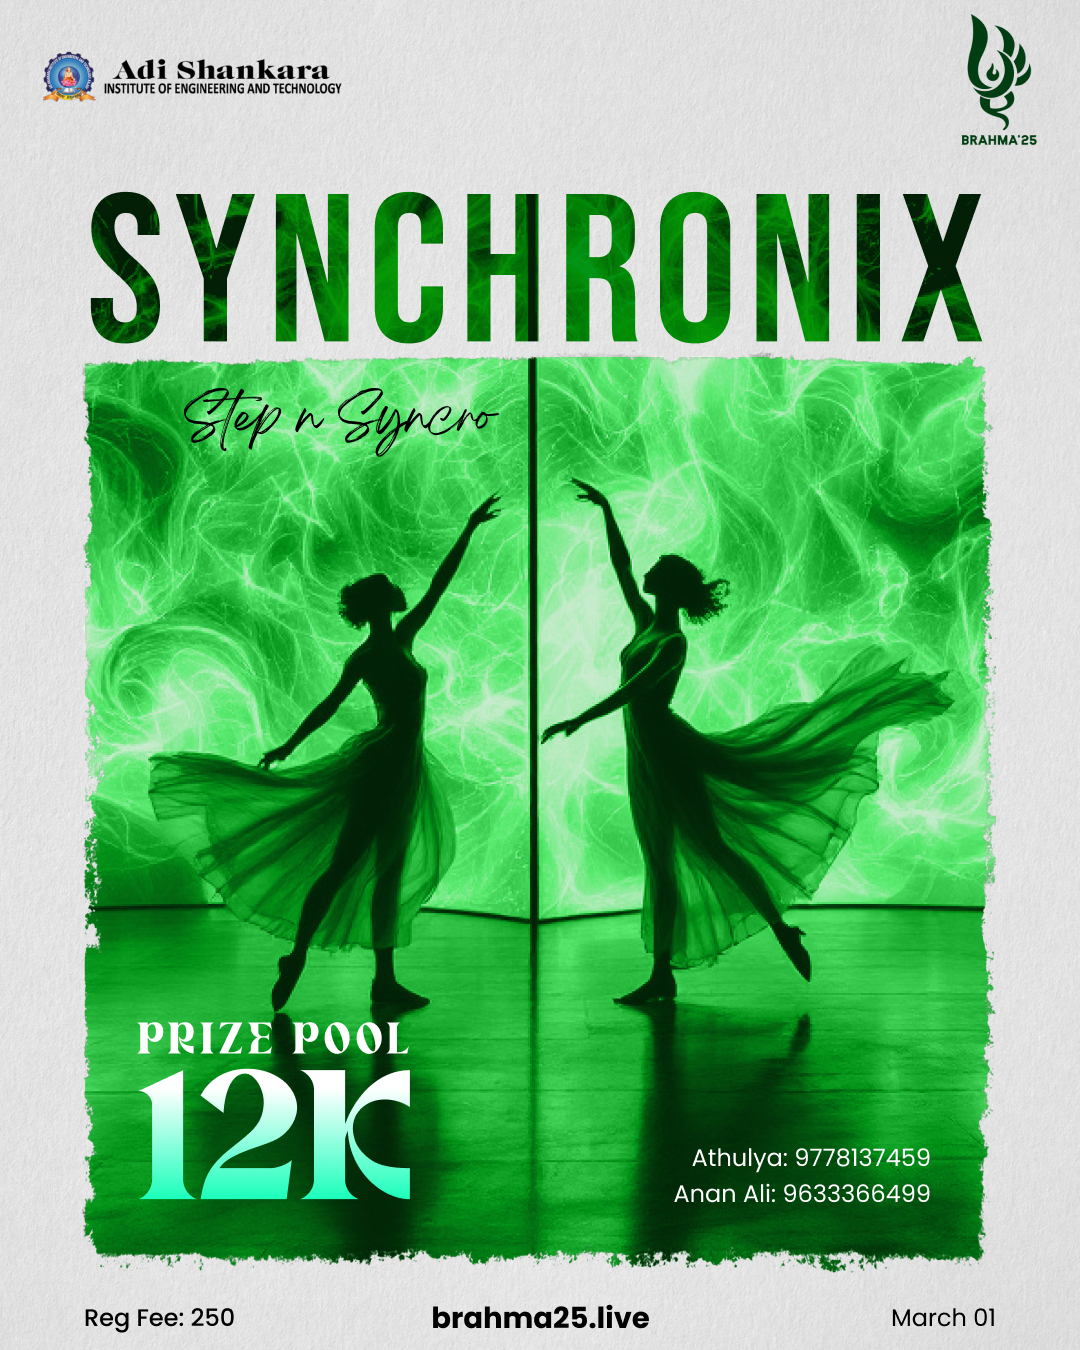 Adi Shankara
INSTITUTE OF ENGINEERING AND TECHNOLOGY
BRAHMA'25
SYNCHRONIX
Step n Syncro
PRIZE POOL
12K
Athulya: 9778137459
Anan Ali: 9633366499
Reg Fee: 250
brahma25.live
March 01